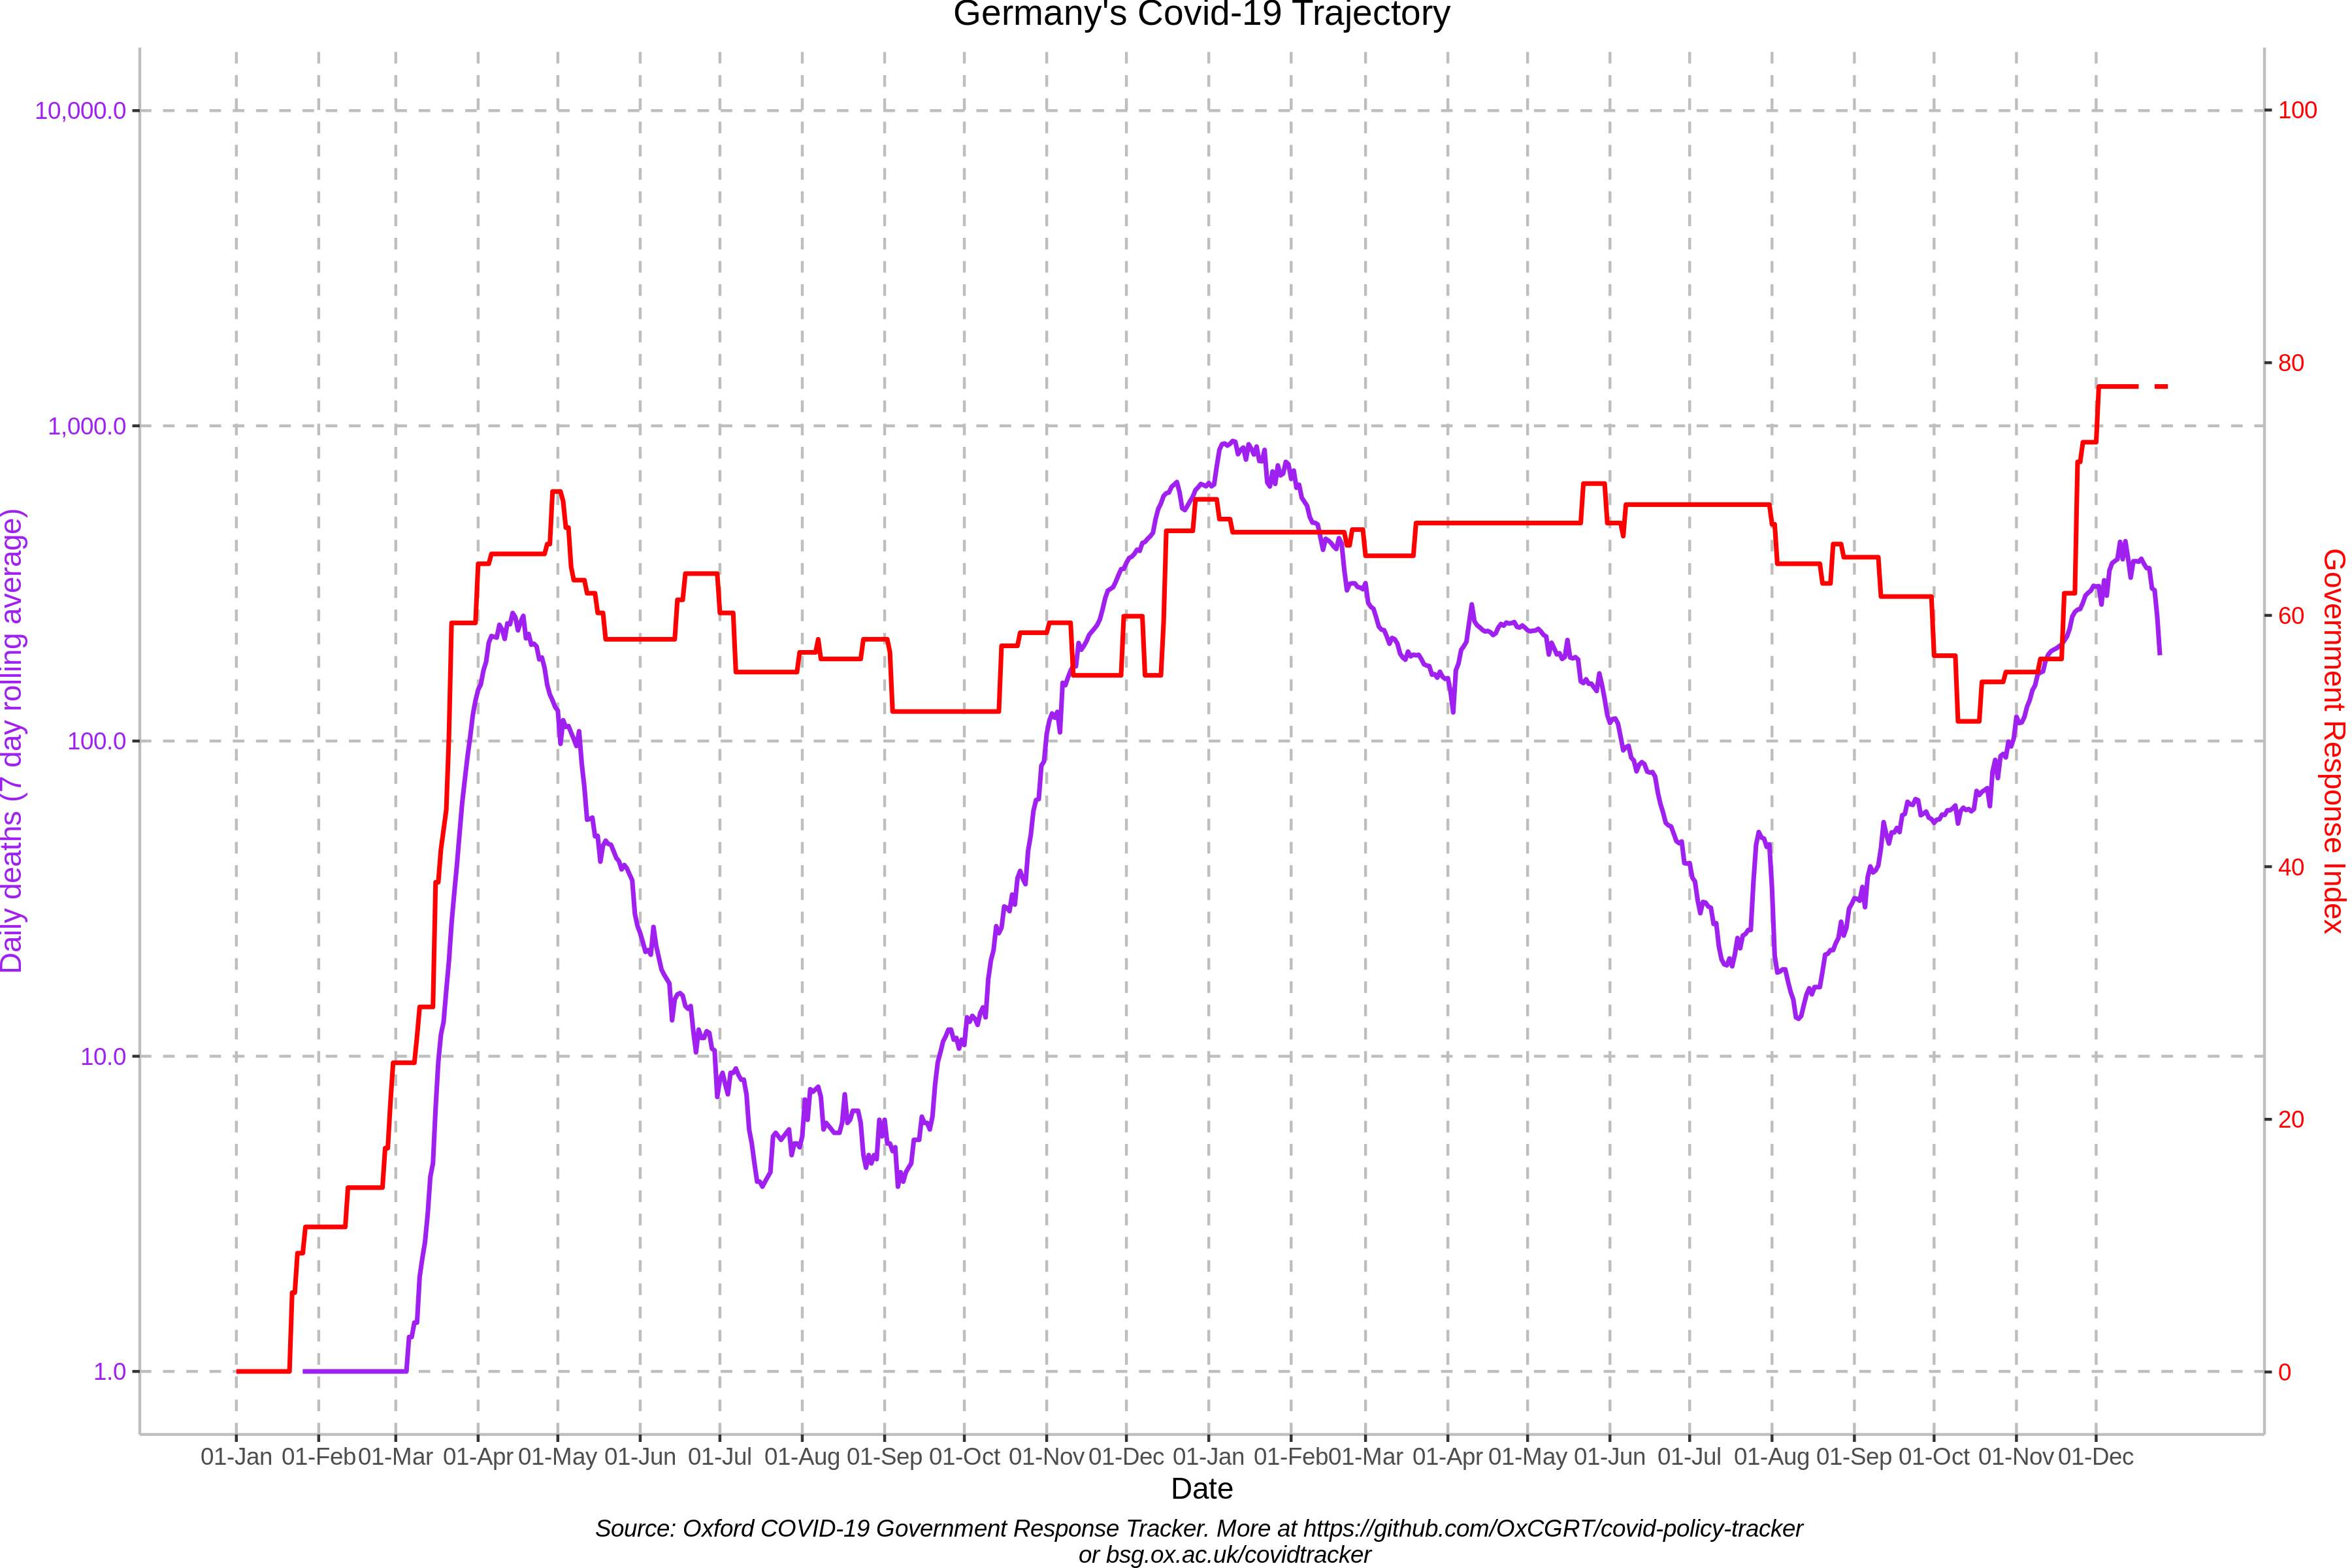 Germany's Covid-19 Trajectory
10,000.0
1,000.0
100.0
10.0
1.0
Daily deaths (7 day rolling average)
100
80
60
40
20
0
Government Response Index
01-Jan 01-Feb 01-Mar 01-Apr 01-May 01-Jun 01-Jul 01-Aug 01-Sep 01-Oct 01-Nov 01-Dec 01-Jan 01-Feb 01-Mar 01-Apr 01-May 01-Jun 01-Jul 01-Aug 01-Sep 01-Oct 01-Nov 01-Dec
Date
Source: Oxford COVID-19 Government Response Tracker. More at https://github.com/OxCGRT/covid-policy-tracker
or bsg.ox.ac.uk/covidtracker